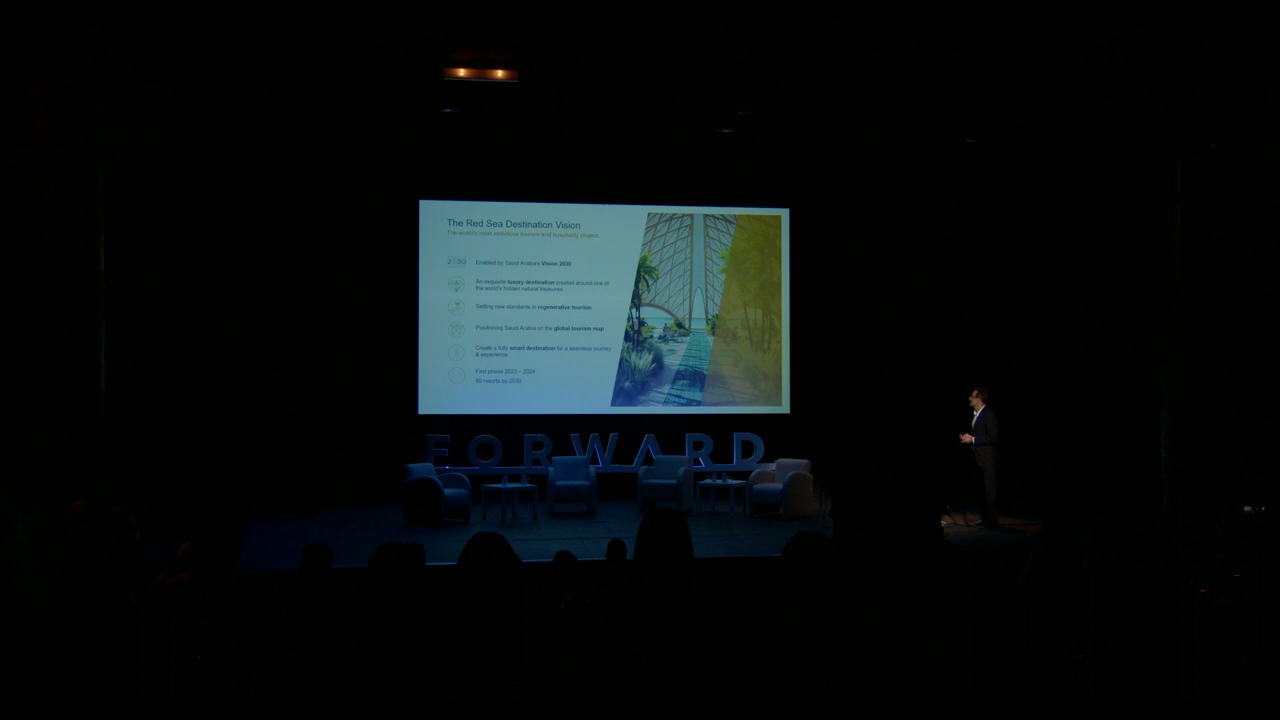 The Red Sea Destination Vision
The world's most ambitious tourism and hospitality project
2030
Enabled by Saudi Arabia's Vision 2030
An exquisite luxury destination created around one of
the world's hidden natural treasures
Setting new standards in regenerative tourism
Positioning Saudi Arabia on the global tourism map
Create a fully smart destination for a seamless journey
& experience
First phase 2023 – 2024
50 resorts by 2030
FORWARD